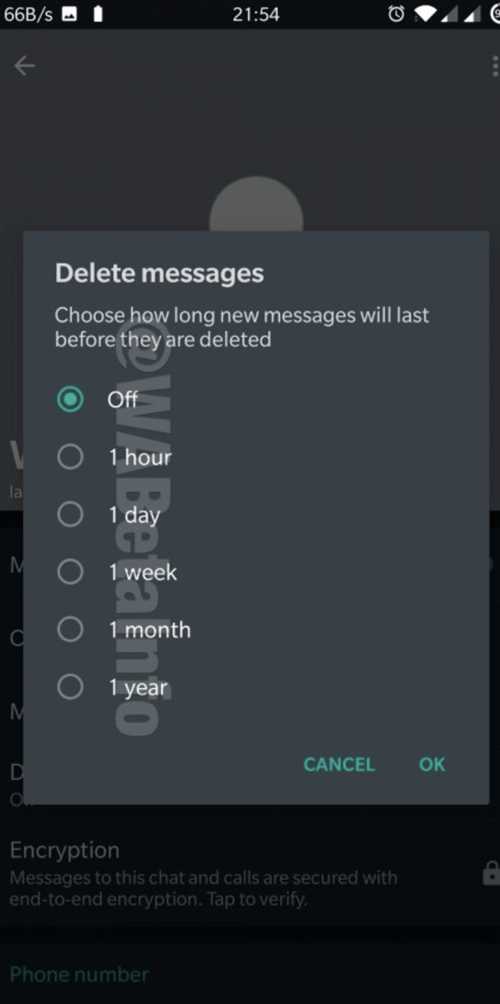 66B/s
21:54
Delete messages
Choose how long new messages will last
before they are deleted
Off
1 hour
1 day
1 week
1 month
1 year
@WABetaInfo
CANCEL
OK
Encryption
Messages to this chat and calls are secured with
end-to-end encryption. Tap to verify.
Phone number